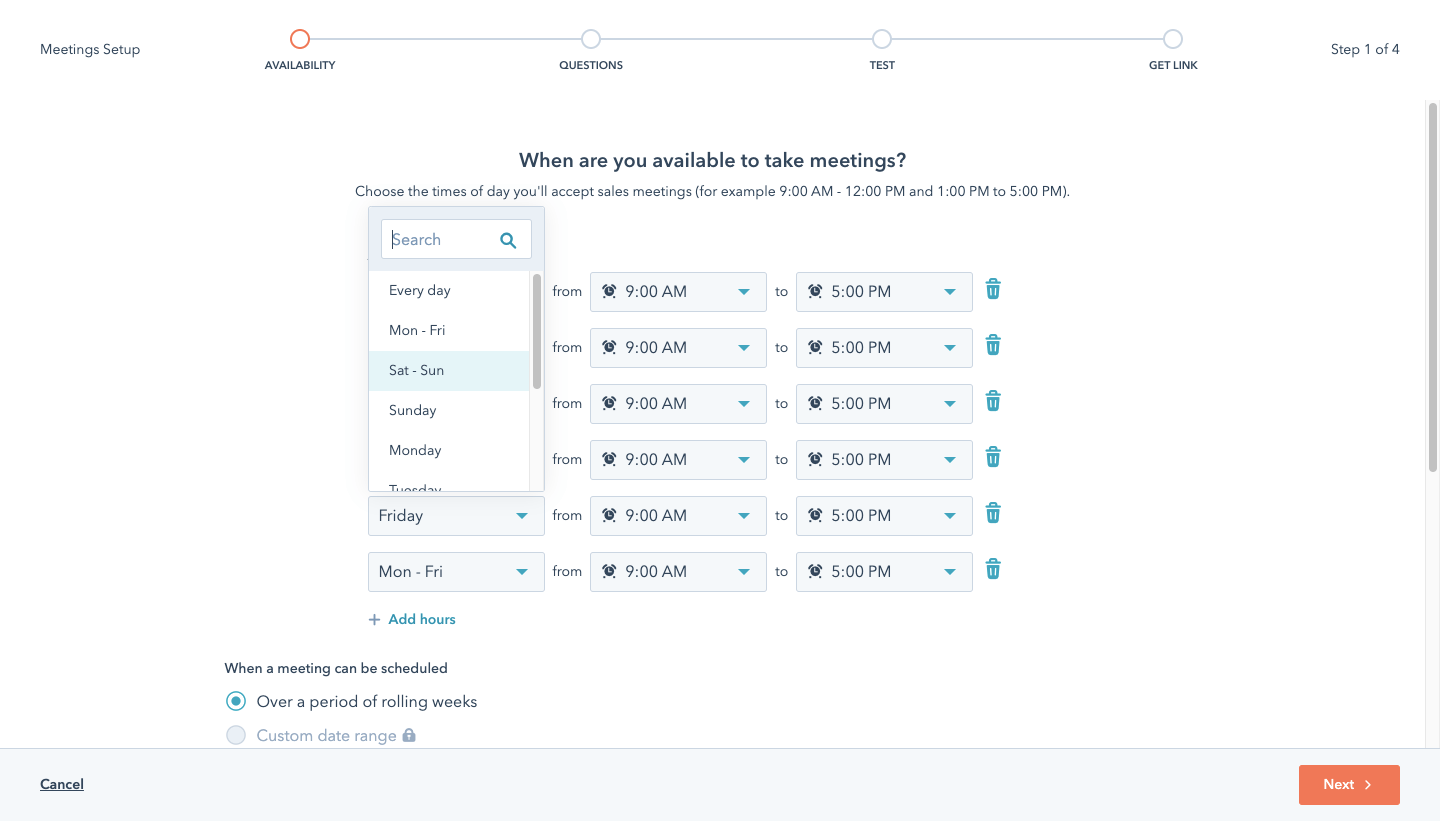 Meetings Setup
AVAILABILITY
QUESTIONS
TEST
GET LINK
Step 1 of 4
When are you available to take meetings?
Choose the times of day you'll accept sales meetings (for example 9:00 AM - 12:00 PM and 1:00 PM to 5:00 PM).
Search
Every day
Mon - Fri
Sat - Sun
Sunday
Monday
Tuesday
from 9:00 AM to 5:00 PM
from 9:00 AM to 5:00 PM
from 9:00 AM to 5:00 PM
from 9:00 AM to 5:00 PM
Friday from 9:00 AM to 5:00 PM
Mon - Fri from 9:00 AM to 5:00 PM
+ Add hours
When a meeting can be scheduled
Over a period of rolling weeks
Custom date range
Cancel
Next